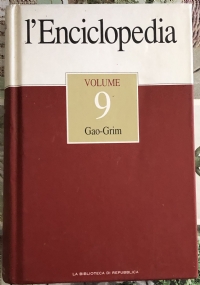 l'Enciclopedia
VOLUME
9
Gao-Grim
LA BIBLIOTECA DI REPUBBLICA